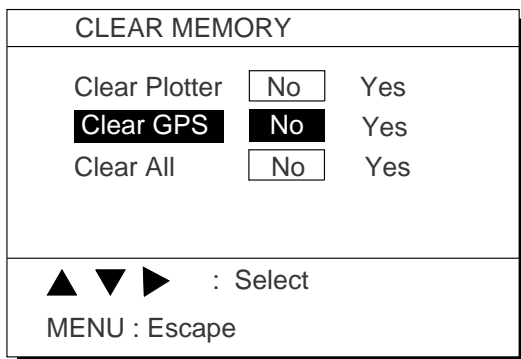 CLEAR MEMORY
Clear Plotter No Yes
Clear GPS No Yes
Clear All No Yes
▲ ▼ ▶ : Select
MENU : Escape